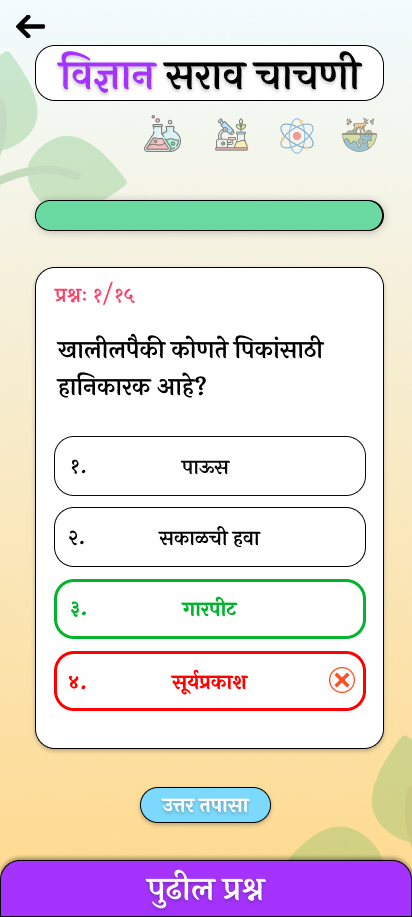 विज्ञान सराव चाचणी
प्रश्न: १/१५
खालीलपैकी कोणते पिकांसाठी
हानिकारक आहे?
१. पाऊस
२. सकाळची हवा
३. गारपीट
४. सूर्यप्रकाश
उत्तर तपासा
पुढील प्रश्न